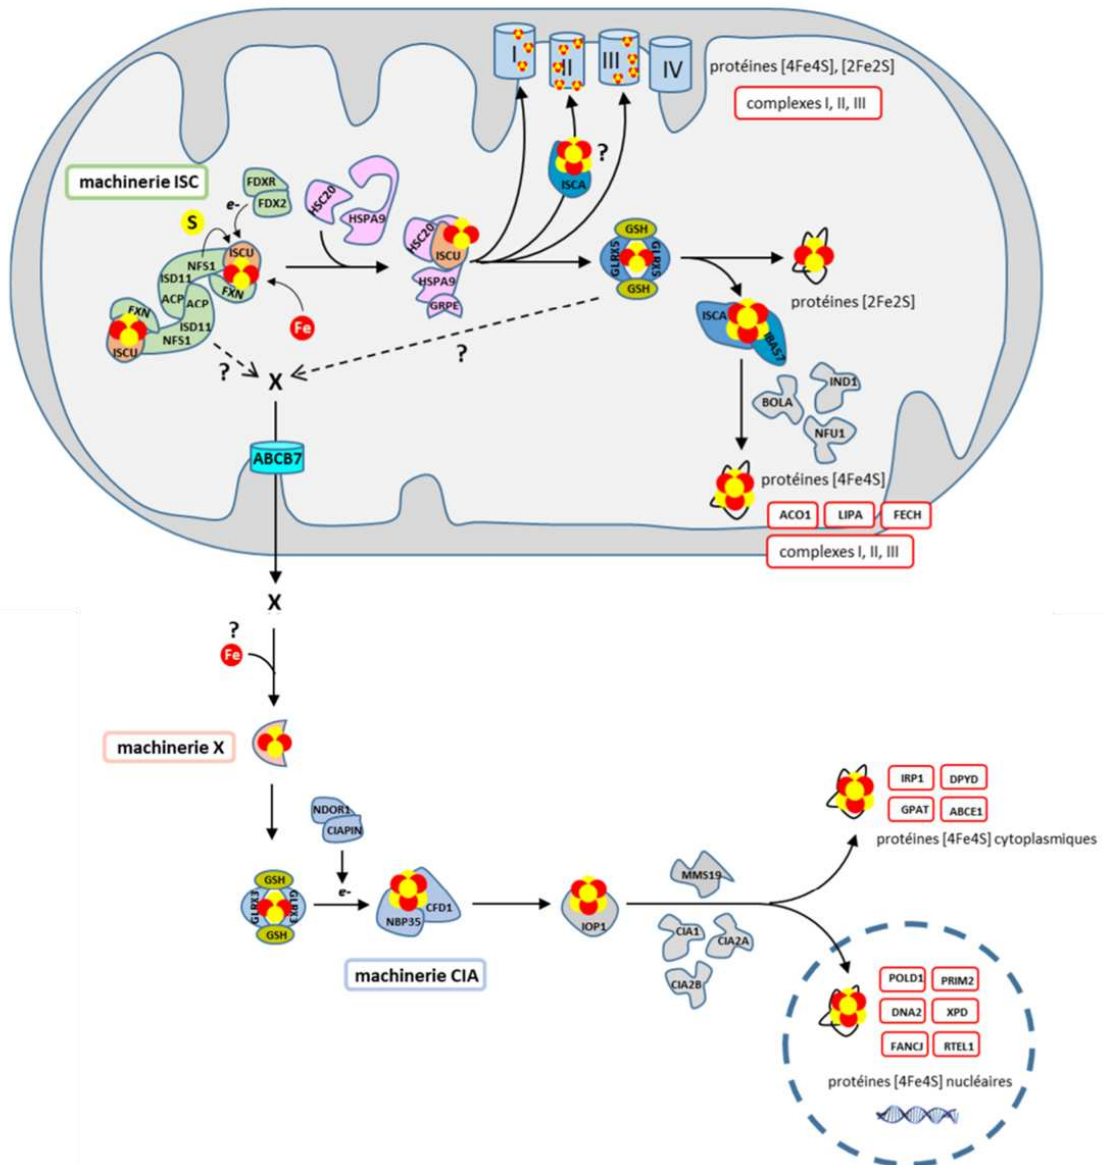 I
II
III
IV
protéines [4Fe4S], [2Fe2S]
complexes I, II, III
machinerie ISC
FDXR
FDX2
e-
S
HSC20
HSPA9
ISCA
?
ISCU
NFS1
ISD11
FXN
ACP
ACP
ISD11
NFS1
FXN
ISCU
Fe
HSC20
ISCU
HSPA9
GRPE
GSH
GLRX5
GLRX5
GSH
protéines [2Fe2S]
ISCA
IBA57
?
?
X
BOLA
IND1
NFU1
ABCB7
protéines [4Fe4S]
ACO1
LIPA
FECH
complexes I, II, III
X
?
Fe
machinerie X
NDOR1
CIAPIN
e-
GSH
GLRX3
GLRX3
GSH
NBP35
CFD1
machinerie CIA
IOP1
MMS19
CIA1
CIA2A
CIA2B
IRP1
DPYD
GPAT
ABCE1
protéines [4Fe4S] cytoplasmiques
POLD1
PRIM2
DNA2
XPD
FANCJ
RTEL1
protéines [4Fe4S] nucléaires